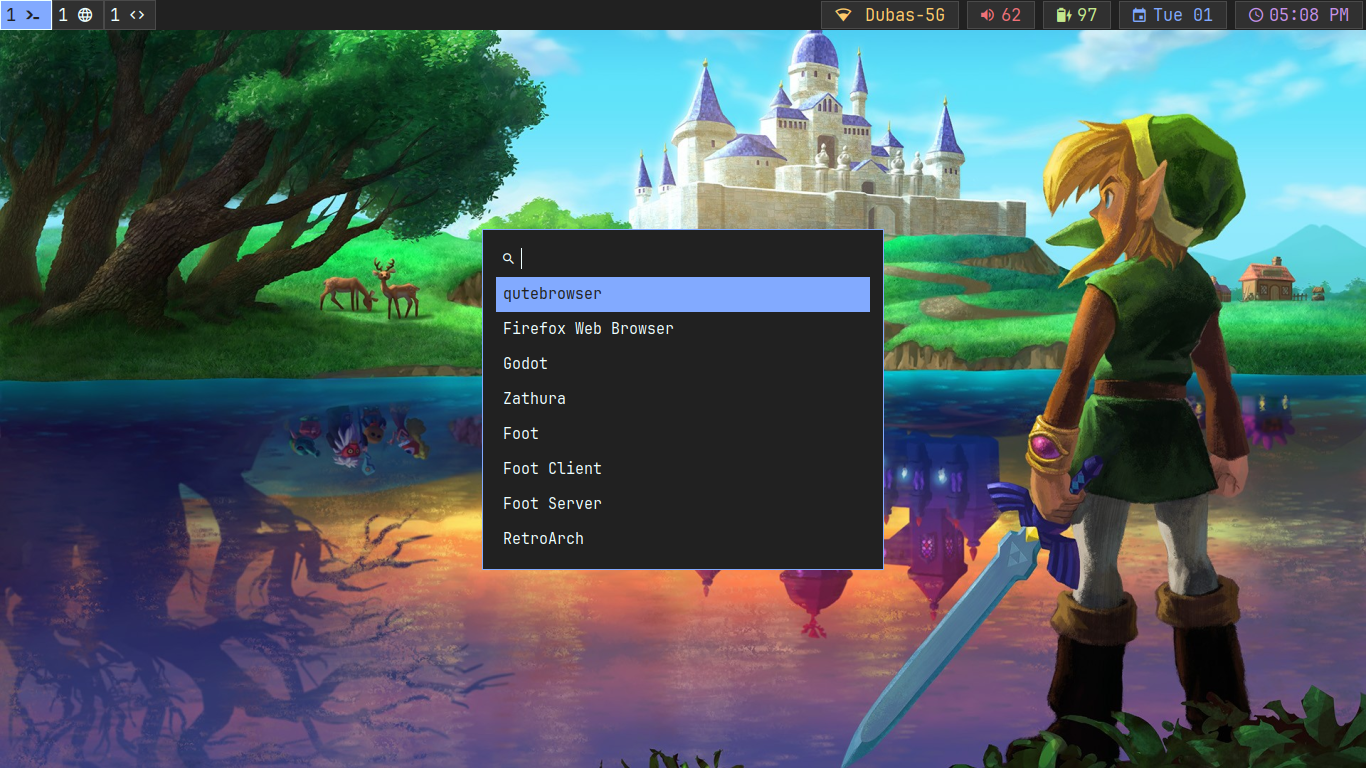 1 1 1 Dubas-5G 62 97 Tue 01 05:08 PM
qutebrowser
Firefox Web Browser
Godot
Zathura
Foot
Foot Client
Foot Server
RetroArch